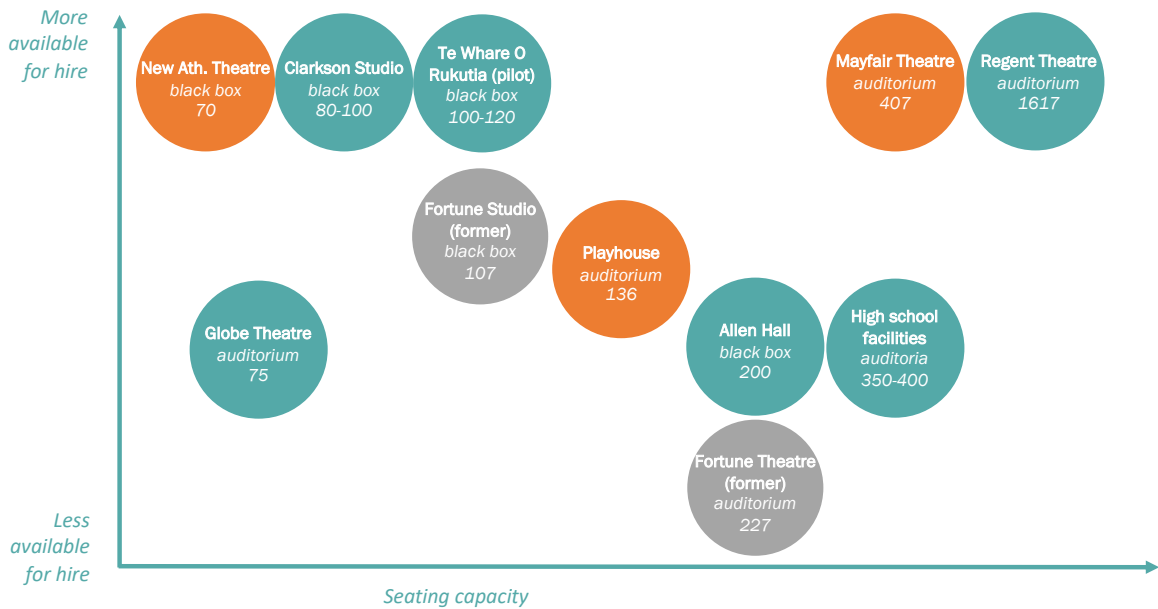 More
available
for hire
New Ath. Theatre
black box
70
Clarkson Studio
black box
80-100
Te Whare O
Rukutia (pilot)
black box
100-120
Mayfair Theatre
auditorium
407
Regent Theatre
auditorium
1617
Fortune Studio
(former)
black box
107
Playhouse
auditorium
136
Globe Theatre
auditorium
75
Allen Hall
black box
200
High school
facilities
auditoria
350-400
Fortune Theatre
(former)
auditorium
227
Less
available
for hire
Seating capacity